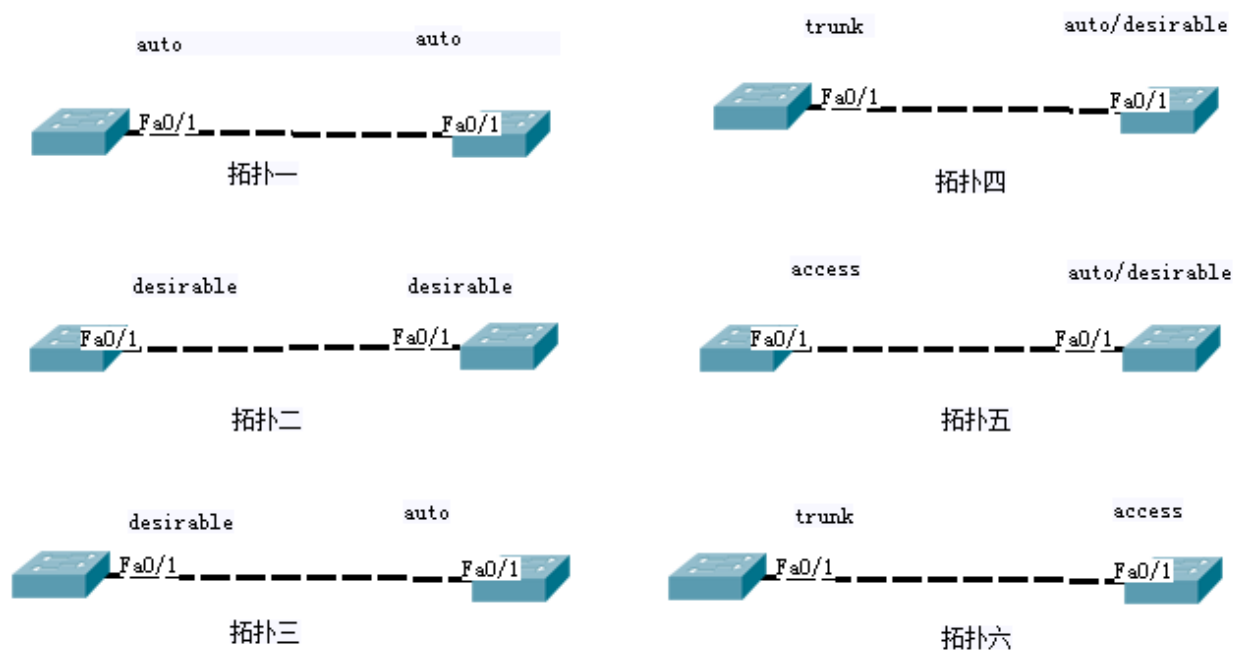 auto auto
Fa0/1 Fa0/1
拓扑一
desirable desirable
Fa0/1 Fa0/1
拓扑二
desirable auto
Fa0/1 Fa0/1
拓扑三
trunk auto/desirable
Fa0/1 Fa0/1
拓扑四
access auto/desirable
Fa0/1 Fa0/1
拓扑五
trunk access
Fa0/1 Fa0/1
拓扑六